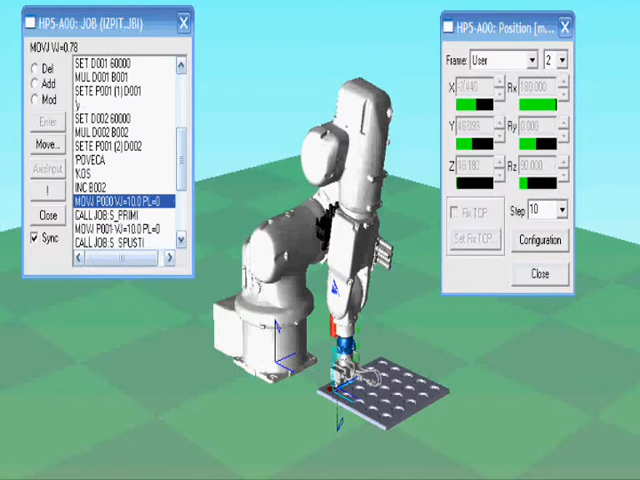 HP5-A00: JOB (IZPIT.JBI)
MOVJ VJ=0.78
Del
Add
Mod
Enter
Move...
AxisInput
!
Close
Sync
SET D001 60000
MUL D001 B001
SETE P001 (1) D001
'y
SET D002 60000
MUL D002 B002
SETE P001 (2) D002
'POVECA
'KOS
INC B002
MOVJ P000 VJ=10.0 PL=0
CALL JOB:S_PRIMI
MOVJ P001 VJ=10.0 PL=0
CALL JOB:S_SPUSTI
HP5-A00: Position [m...
Frame: User 2
X Rx 180.000
Y Ry 0.000
Z Rz 90.000
Fix TCP
Set Fix TCP...
Step: 10
Configuration
Close